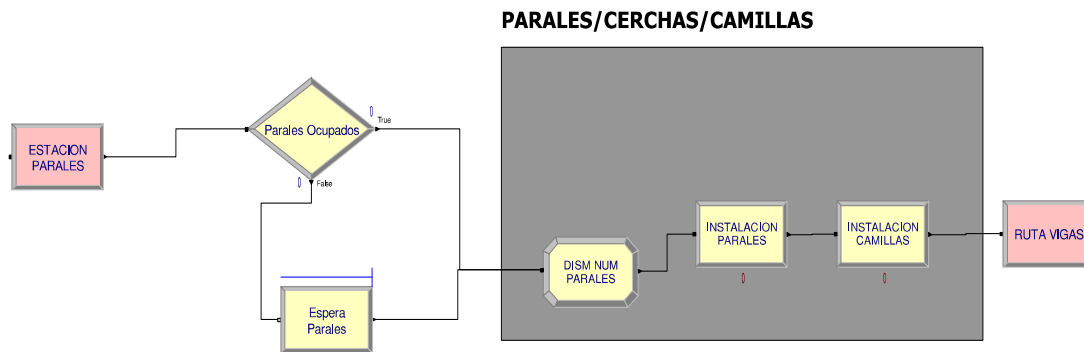 PARALES/CERCHAS/CAMILLAS
ESTACION
PARALES
Parales Ocupados
0
True
0
False
Espera
Parales
DISM NUM
PARALES
INSTALACION
PARALES
0
INSTALACION
CAMILLAS
0
RUTA VIGAS